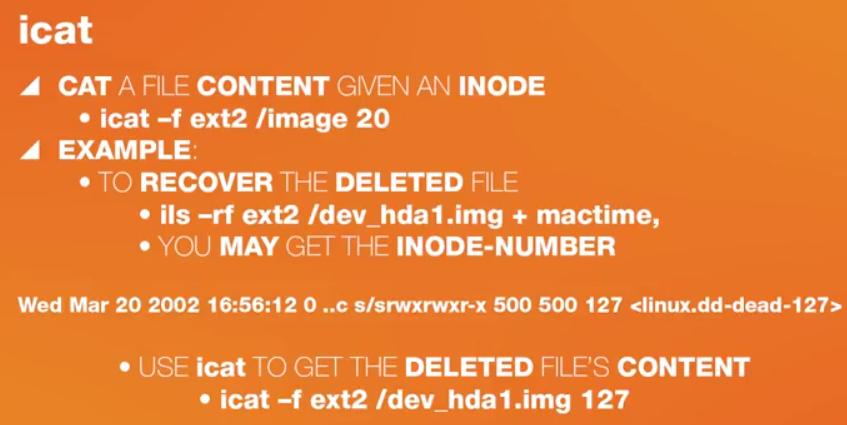 icat
CAT A FILE CONTENT GIVEN AN INODE
• icat –f ext2 /image 20
EXAMPLE:
• TO RECOVER THE DELETED FILE
• ils –rf ext2 /dev_hda1.img + mactime,
• YOU MAY GET THE INODE-NUMBER
Wed Mar 20 2002 16:56:12 0 ..c s/srwxrwxr-x 500 500 127 <linux.dd-dead-127>
• USE icat TO GET THE DELETED FILE'S CONTENT
• icat –f ext2 /dev_hda1.img 127